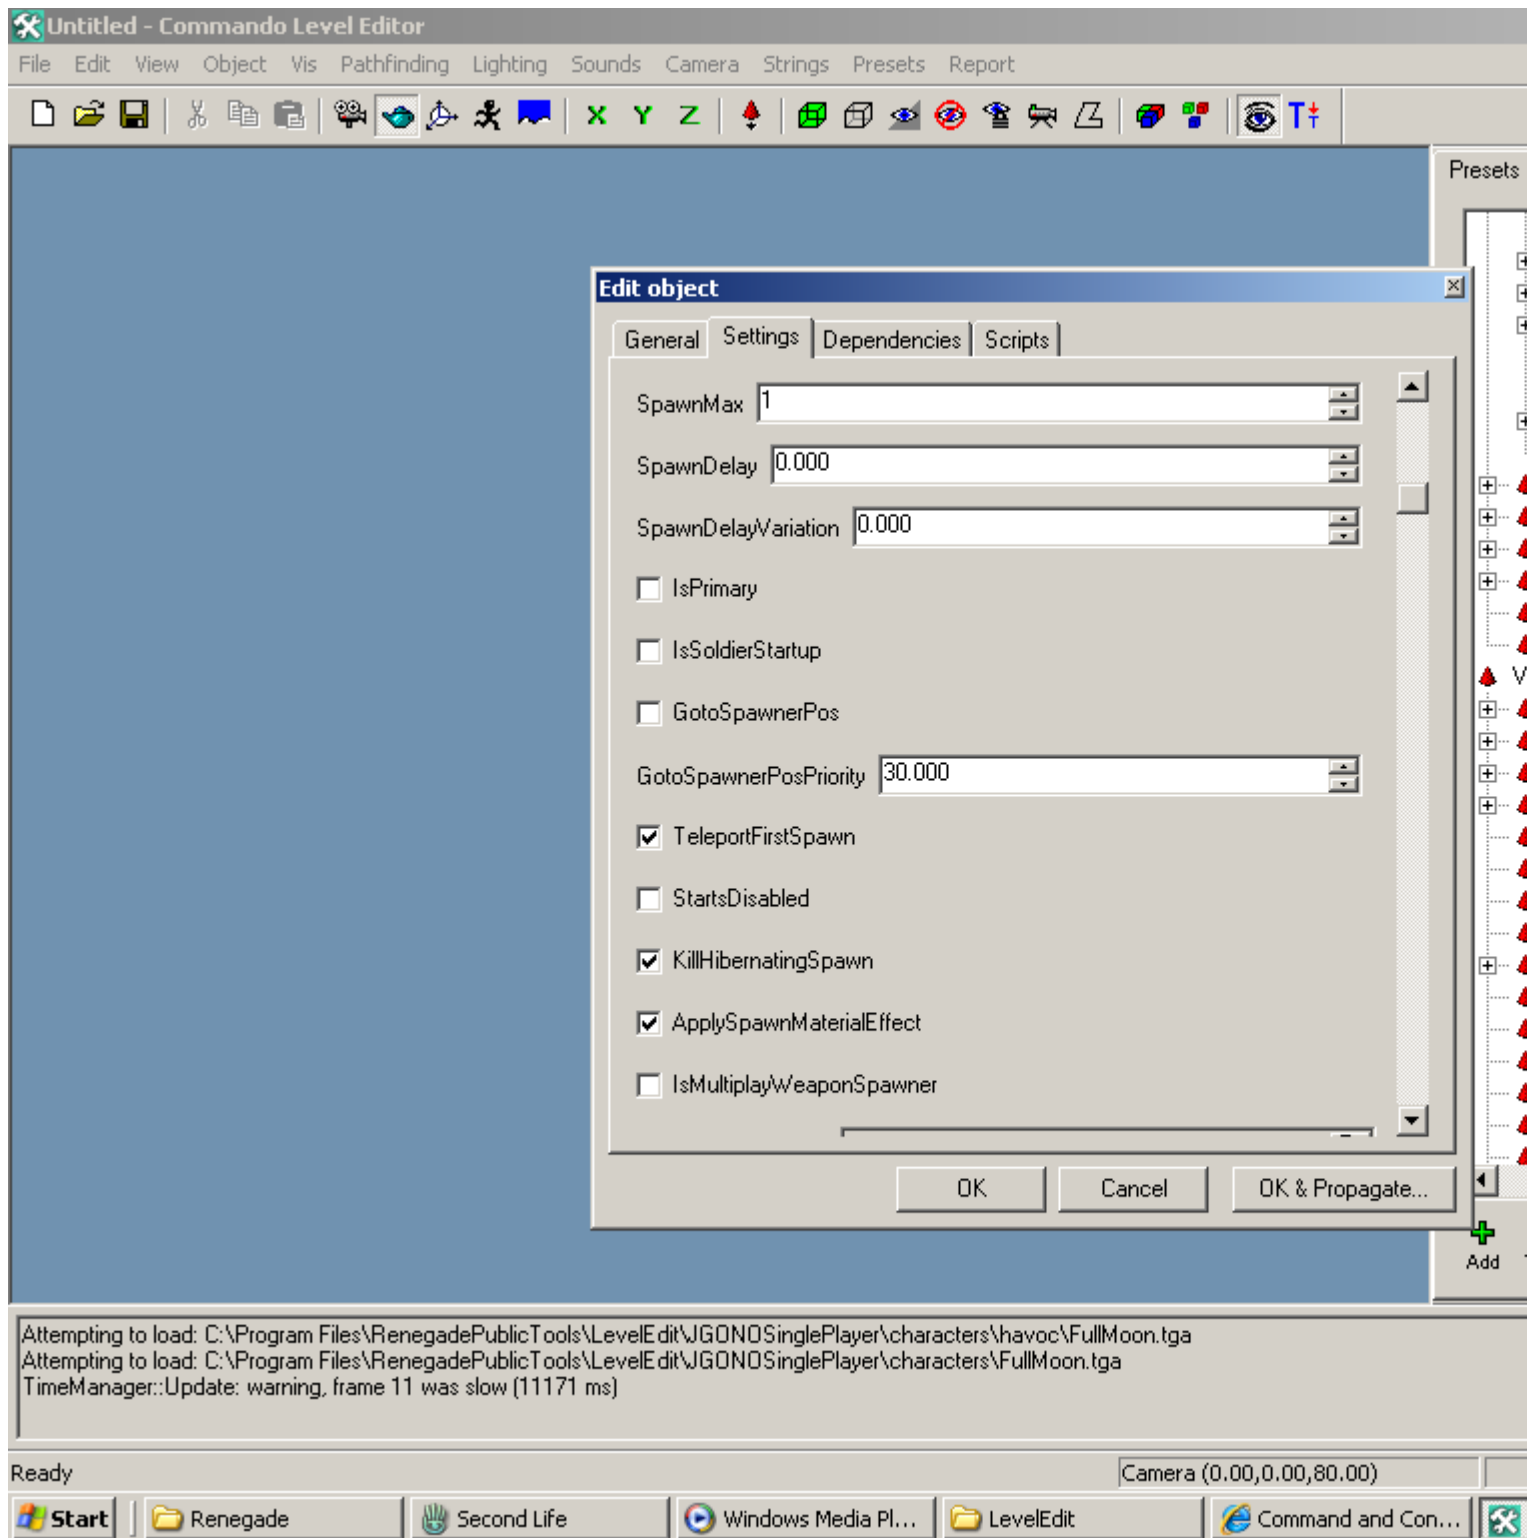 Untitled - Commando Level Editor
File Edit View Object Vis Pathfinding Lighting Sounds Camera Strings Presets Report
X Y Z T
Presets
Edit object
General Settings Dependencies Scripts
SpawnMax 1
SpawnDelay 0.000
SpawnDelayVariation 0.000
IsPrimary
IsSoldierStartup
GotoSpawnerPos
GotoSpawnerPosPriority 30.000
TeleportFirstSpawn
StartsDisabled
KillHibernatingSpawn
ApplySpawnMaterialEffect
IsMultiplayWeaponSpawner
OK Cancel OK & Propagate...
Add
Attempting to load: C:\Program Files\RenegadePublicTools\LevelEdit\JGONOSinglePlayer\characters\havoc\FullMoon.tga
Attempting to load: C:\Program Files\RenegadePublicTools\LevelEdit\JGONOSinglePlayer\characters\FullMoon.tga
TimeManager::Update: warning, frame 11 was slow (11171 ms)
Ready Camera (0.00,0.00,80.00)
Start Renegade Second Life Windows Media Pl... LevelEdit Command and Con...